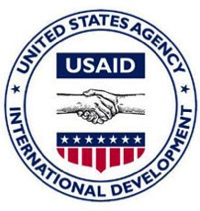 UNITED STATES AGENCY
USAID
INTERNATIONAL DEVELOPMENT